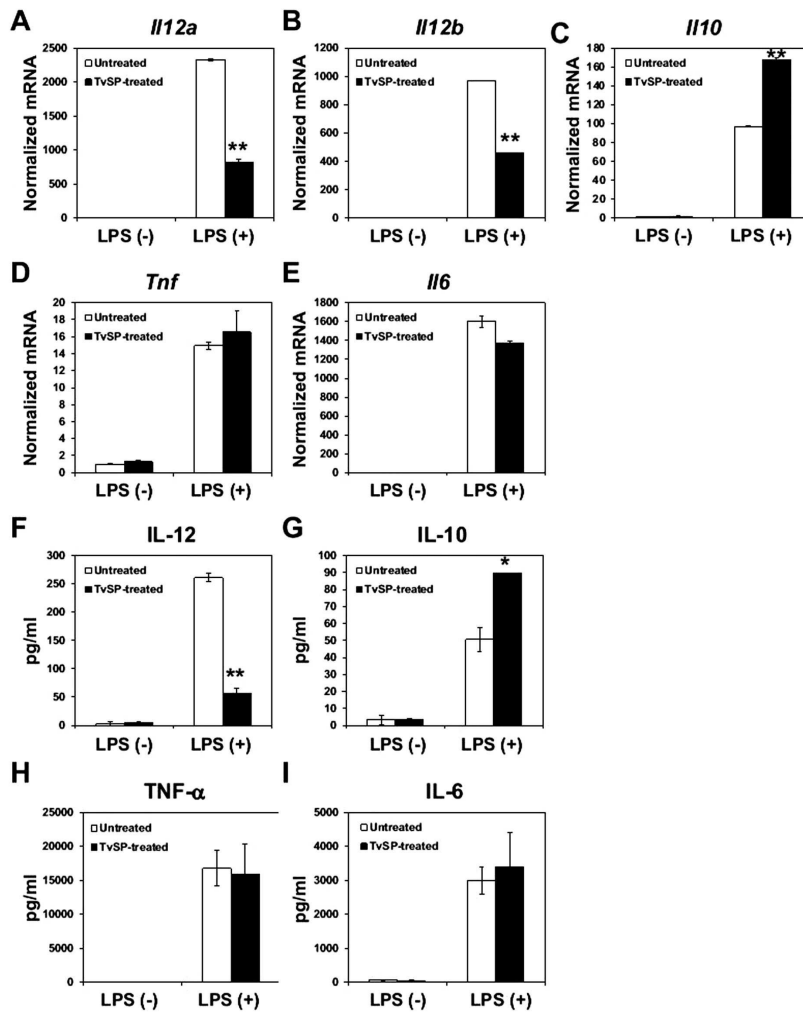 A
Il12a
Normalized mRNA
2500
2000
1500
1000
500
0
Untreated
TvSP-treated
**
LPS (-) LPS (+)
B
Il12b
Normalized mRNA
1200
1000
800
600
400
200
0
Untreated
TvSP-treated
**
LPS (-) LPS (+)
C
Il10
Normalized mRNA
180
160
140
120
100
80
60
40
20
0
Untreated
TvSP-treated
**
LPS (-) LPS (+)
D
Tnf
Normalized mRNA
20
18
16
14
12
10
8
6
4
2
0
Untreated
TvSP-treated
LPS (-) LPS (+)
E
Il6
Normalized mRNA
1800
1600
1400
1200
1000
800
600
400
200
0
Untreated
TvSP-treated
LPS (-) LPS (+)
F
IL-12
pg/ml
300
250
200
150
100
50
0
Untreated
TvSP-treated
**
LPS (-) LPS (+)
G
IL-10
pg/ml
100
90
80
70
60
50
40
30
20
10
0
Untreated
TvSP-treated
*
LPS (-) LPS (+)
H
TNF-α
pg/ml
25000
20000
15000
10000
5000
0
Untreated
TvSP-treated
LPS (-) LPS (+)
I
IL-6
pg/ml
5000
4000
3000
2000
1000
0
Untreated
TvSP-treated
LPS (-) LPS (+)